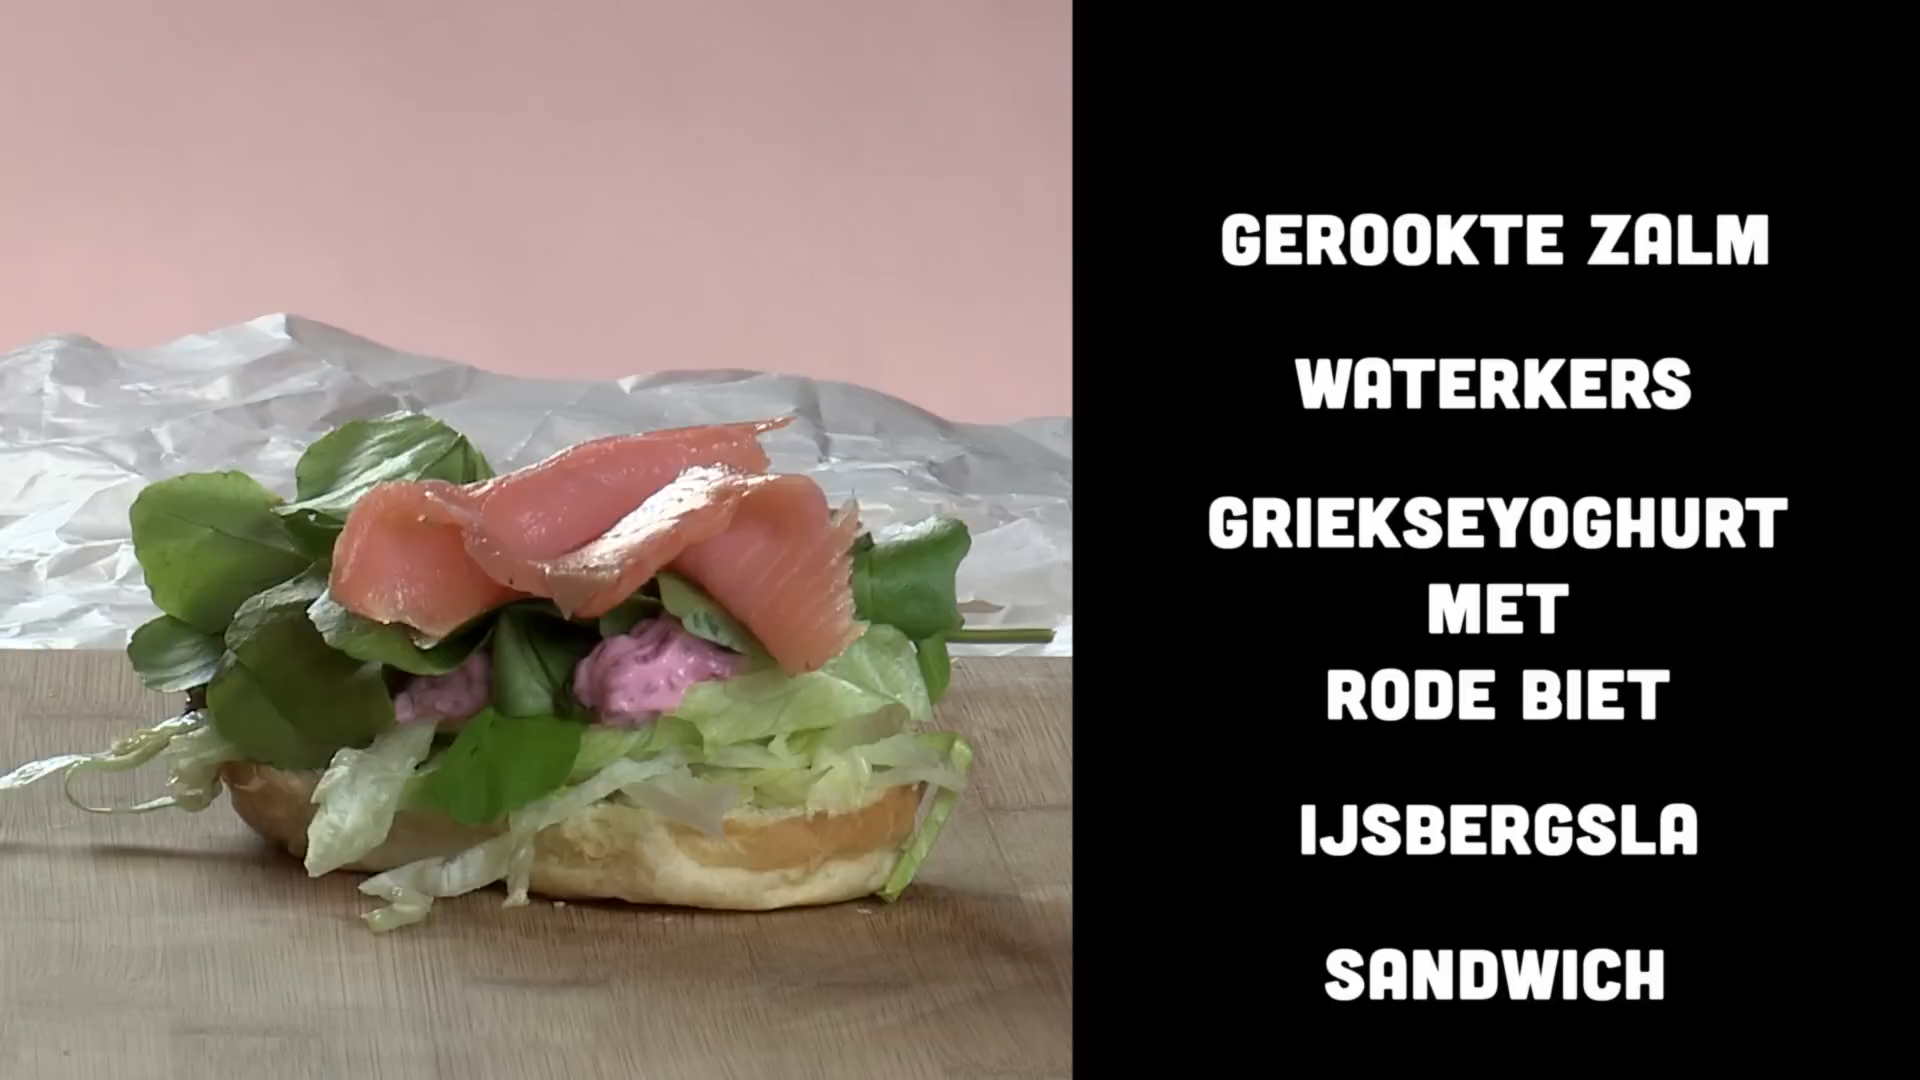 GEROOKTE ZALM
WATERKERS
GRIEKSEYOGHURT
MET
RODE BIET
IJSBERGSLA
SANDWICH